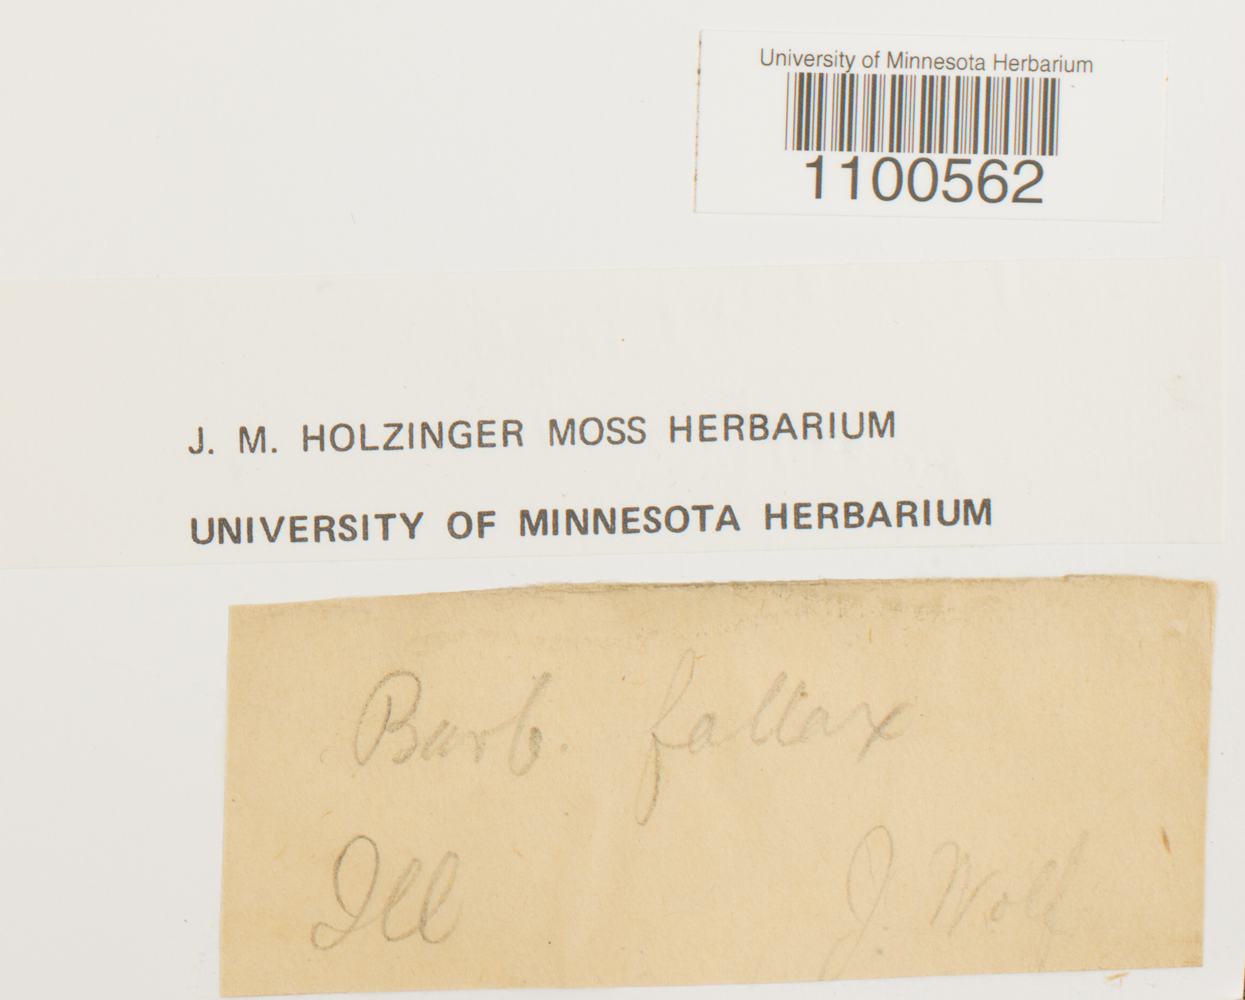 University of Minnesota Herbarium
1100562
J. M. HOLZINGER MOSS HERBARIUM
UNIVERSITY OF MINNESOTA HERBARIUM
Barb. fallax
Ill J. Wolf